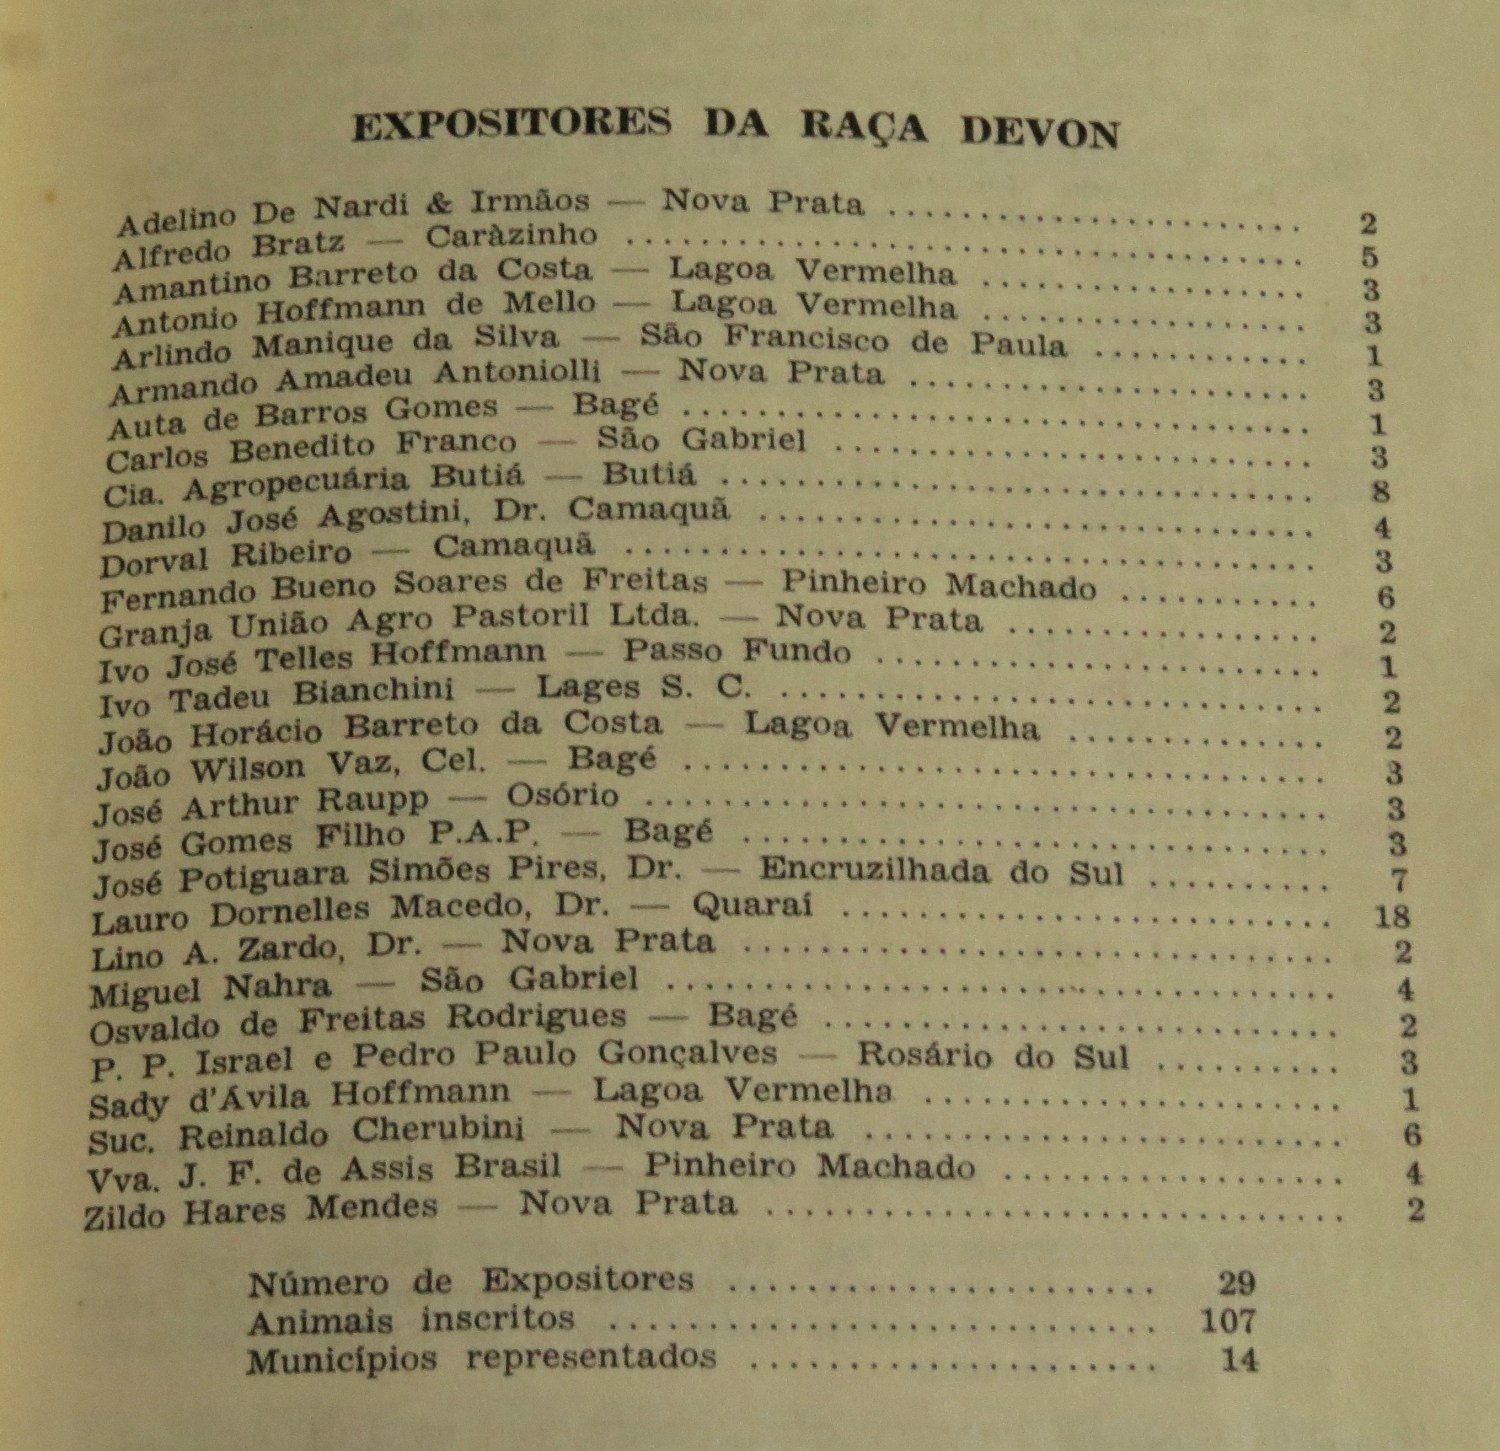 EXPOSITORES DA RAÇA DEVON
Adelino De Nardi & Irmãos — Nova Prata ........................ 2
Alfredo Bratz — Caràzinho .................................... 5
Amantino Barreto da Costa — Lagoa Vermelha .................. 3
Antonio Hoffmann de Mello — Lagoa Vermelha .................. 3
Arlindo Manique da Silva — São Francisco de Paula ............ 1
Armando Amadeu Antoniolli — Nova Prata ...................... 3
Auta de Barros Gomes — Bagé .................................. 1
Carlos Benedito Franco — São Gabriel .......................... 3
Cia. Agropecuária Butiá — Butiá ................................ 8
Danilo José Agostini, Dr. Camaquã .............................. 4
Dorval Ribeiro — Camaquã ..................................... 3
Fernando Bueno Soares de Freitas — Pinheiro Machado ........... 6
Granja União Agro Pastoril Ltda. — Nova Prata ................. 2
Ivo José Telles Hoffmann — Passo Fundo ........................ 1
Ivo Tadeu Bianchini — Lages S. C. ............................. 2
João Horácio Barreto da Costa — Lagoa Vermelha .............. 2
João Wilson Vaz, Cel. — Bagé .................................. 3
José Arthur Raupp — Osório .................................... 3
José Gomes Filho P.A.P. — Bagé ................................ 3
José Potiguara Simões Pires, Dr. — Encruzilhada do Sul .......... 7
Lauro Dornelles Macedo, Dr. — Quaraí .......................... 18
Lino A. Zardo, Dr. — Nova Prata ............................... 2
Miguel Nahra — São Gabriel .................................... 4
Osvaldo de Freitas Rodrigues — Bagé ........................... 2
P. P. Israel e Pedro Paulo Gonçalves — Rosário do Sul .......... 3
Sady d'Ávila Hoffmann — Lagoa Vermelha ...................... 1
Suc. Reinaldo Cherubini — Nova Prata ......................... 6
Vva. J. F. de Assis Brasil — Pinheiro Machado .................. 4
Zildo Hares Mendes — Nova Prata .............................. 2
Número de Expositores ...................... 29
Animais inscritos ............................ 107
Municípios representados ..................... 14